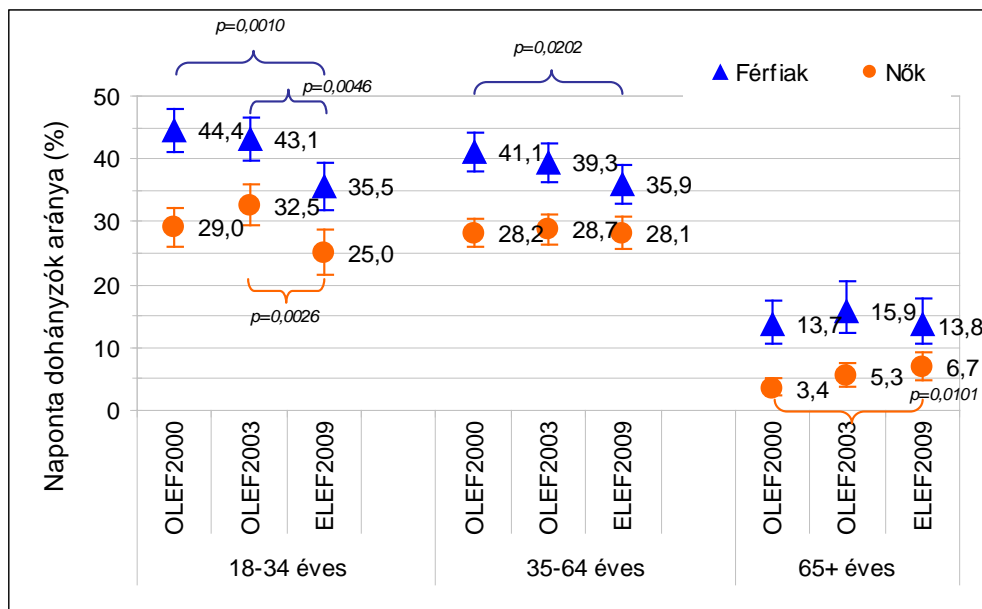 p=0,0010
p=0,0202
Férfiak
Nők
p=0,0046
Naponta dohányzók aránya (%)
50
40
30
20
10
0
44,4
43,1
35,5
29,0
32,5
25,0
p=0,0026
41,1
39,3
35,9
28,2
28,7
28,1
13,7
15,9
13,8
3,4
5,3
6,7
p=0,0101
OLEF2000
OLEF2003
ELEF2009
OLEF2000
OLEF2003
ELEF2009
OLEF2000
OLEF2003
ELEF2009
18-34 éves
35-64 éves
65+ éves